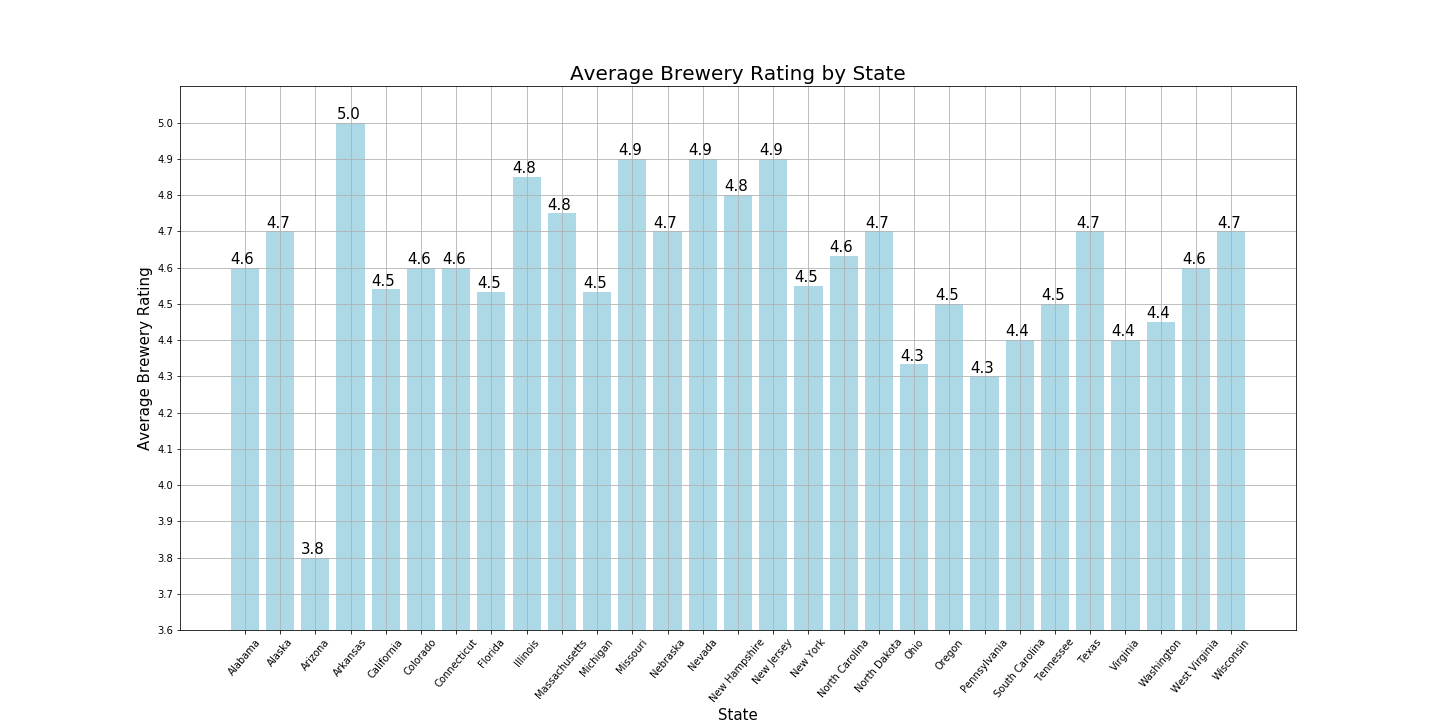 Average Brewery Rating by State
Average Brewery Rating
5.0
4.9
4.8
4.7
4.6
4.5
4.4
4.3
4.2
4.1
4.0
3.9
3.8
3.7
3.6
4.6
4.7
3.8
5.0
4.5
4.6
4.6
4.5
4.8
4.8
4.5
4.9
4.7
4.9
4.8
4.9
4.5
4.6
4.7
4.3
4.5
4.3
4.4
4.5
4.7
4.4
4.4
4.6
4.7
Alabama
Alaska
Arizona
Arkansas
California
Colorado
Connecticut
Florida
Illinois
Massachusetts
Michigan
Missouri
Nebraska
Nevada
New Hampshire
New Jersey
New York
North Carolina
North Dakota
Ohio
Oregon
Pennsylvania
South Carolina
Tennessee
Texas
Virginia
Washington
West Virginia
Wisconsin
State